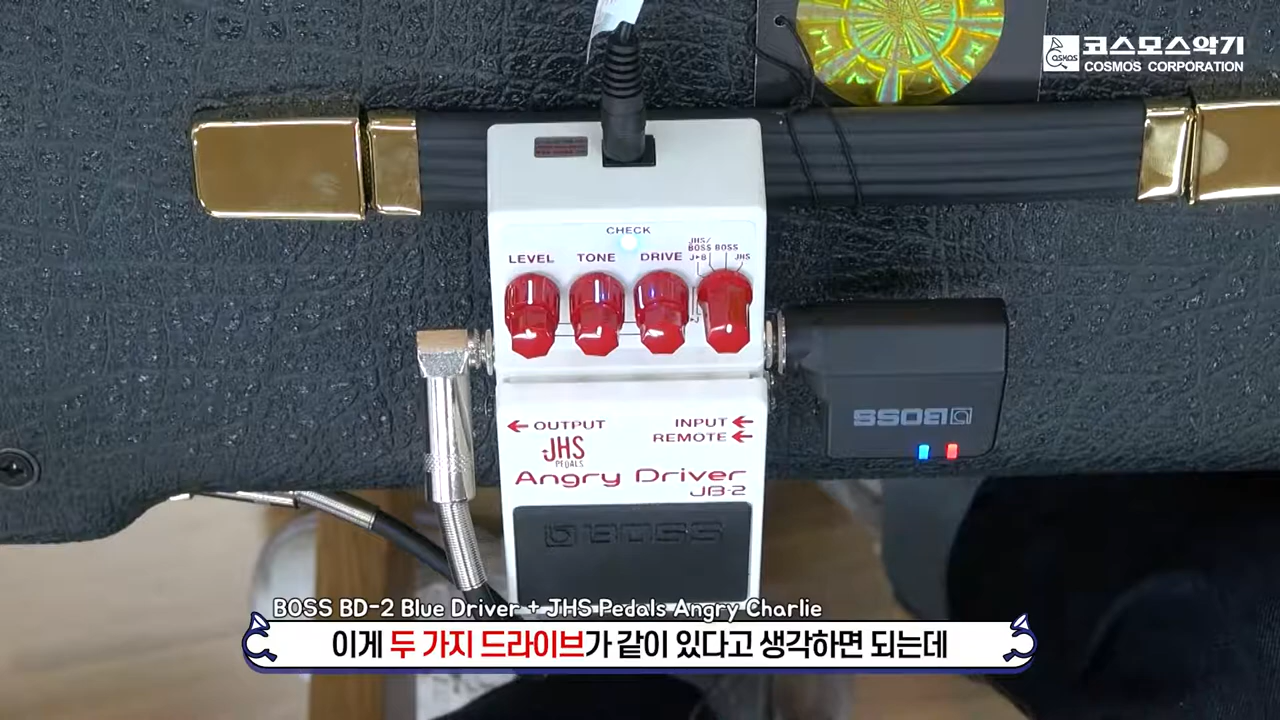 코스모스악기
COSMOS
COSMOS CORPORATION
CHECK
LEVEL TONE DRIVE
JHS/
BOSS BOSS
J▸B JHS
BOSS
← OUTPUT INPUT ←
REMOTE ←
JHS
PEDALS
Angry Driver
JB-2
BOSS
BOSS BD-2 Blue Driver + JHS Pedals Angry Charlie
이게 두 가지 드라이브가 같이 있다고 생각하면 되는데